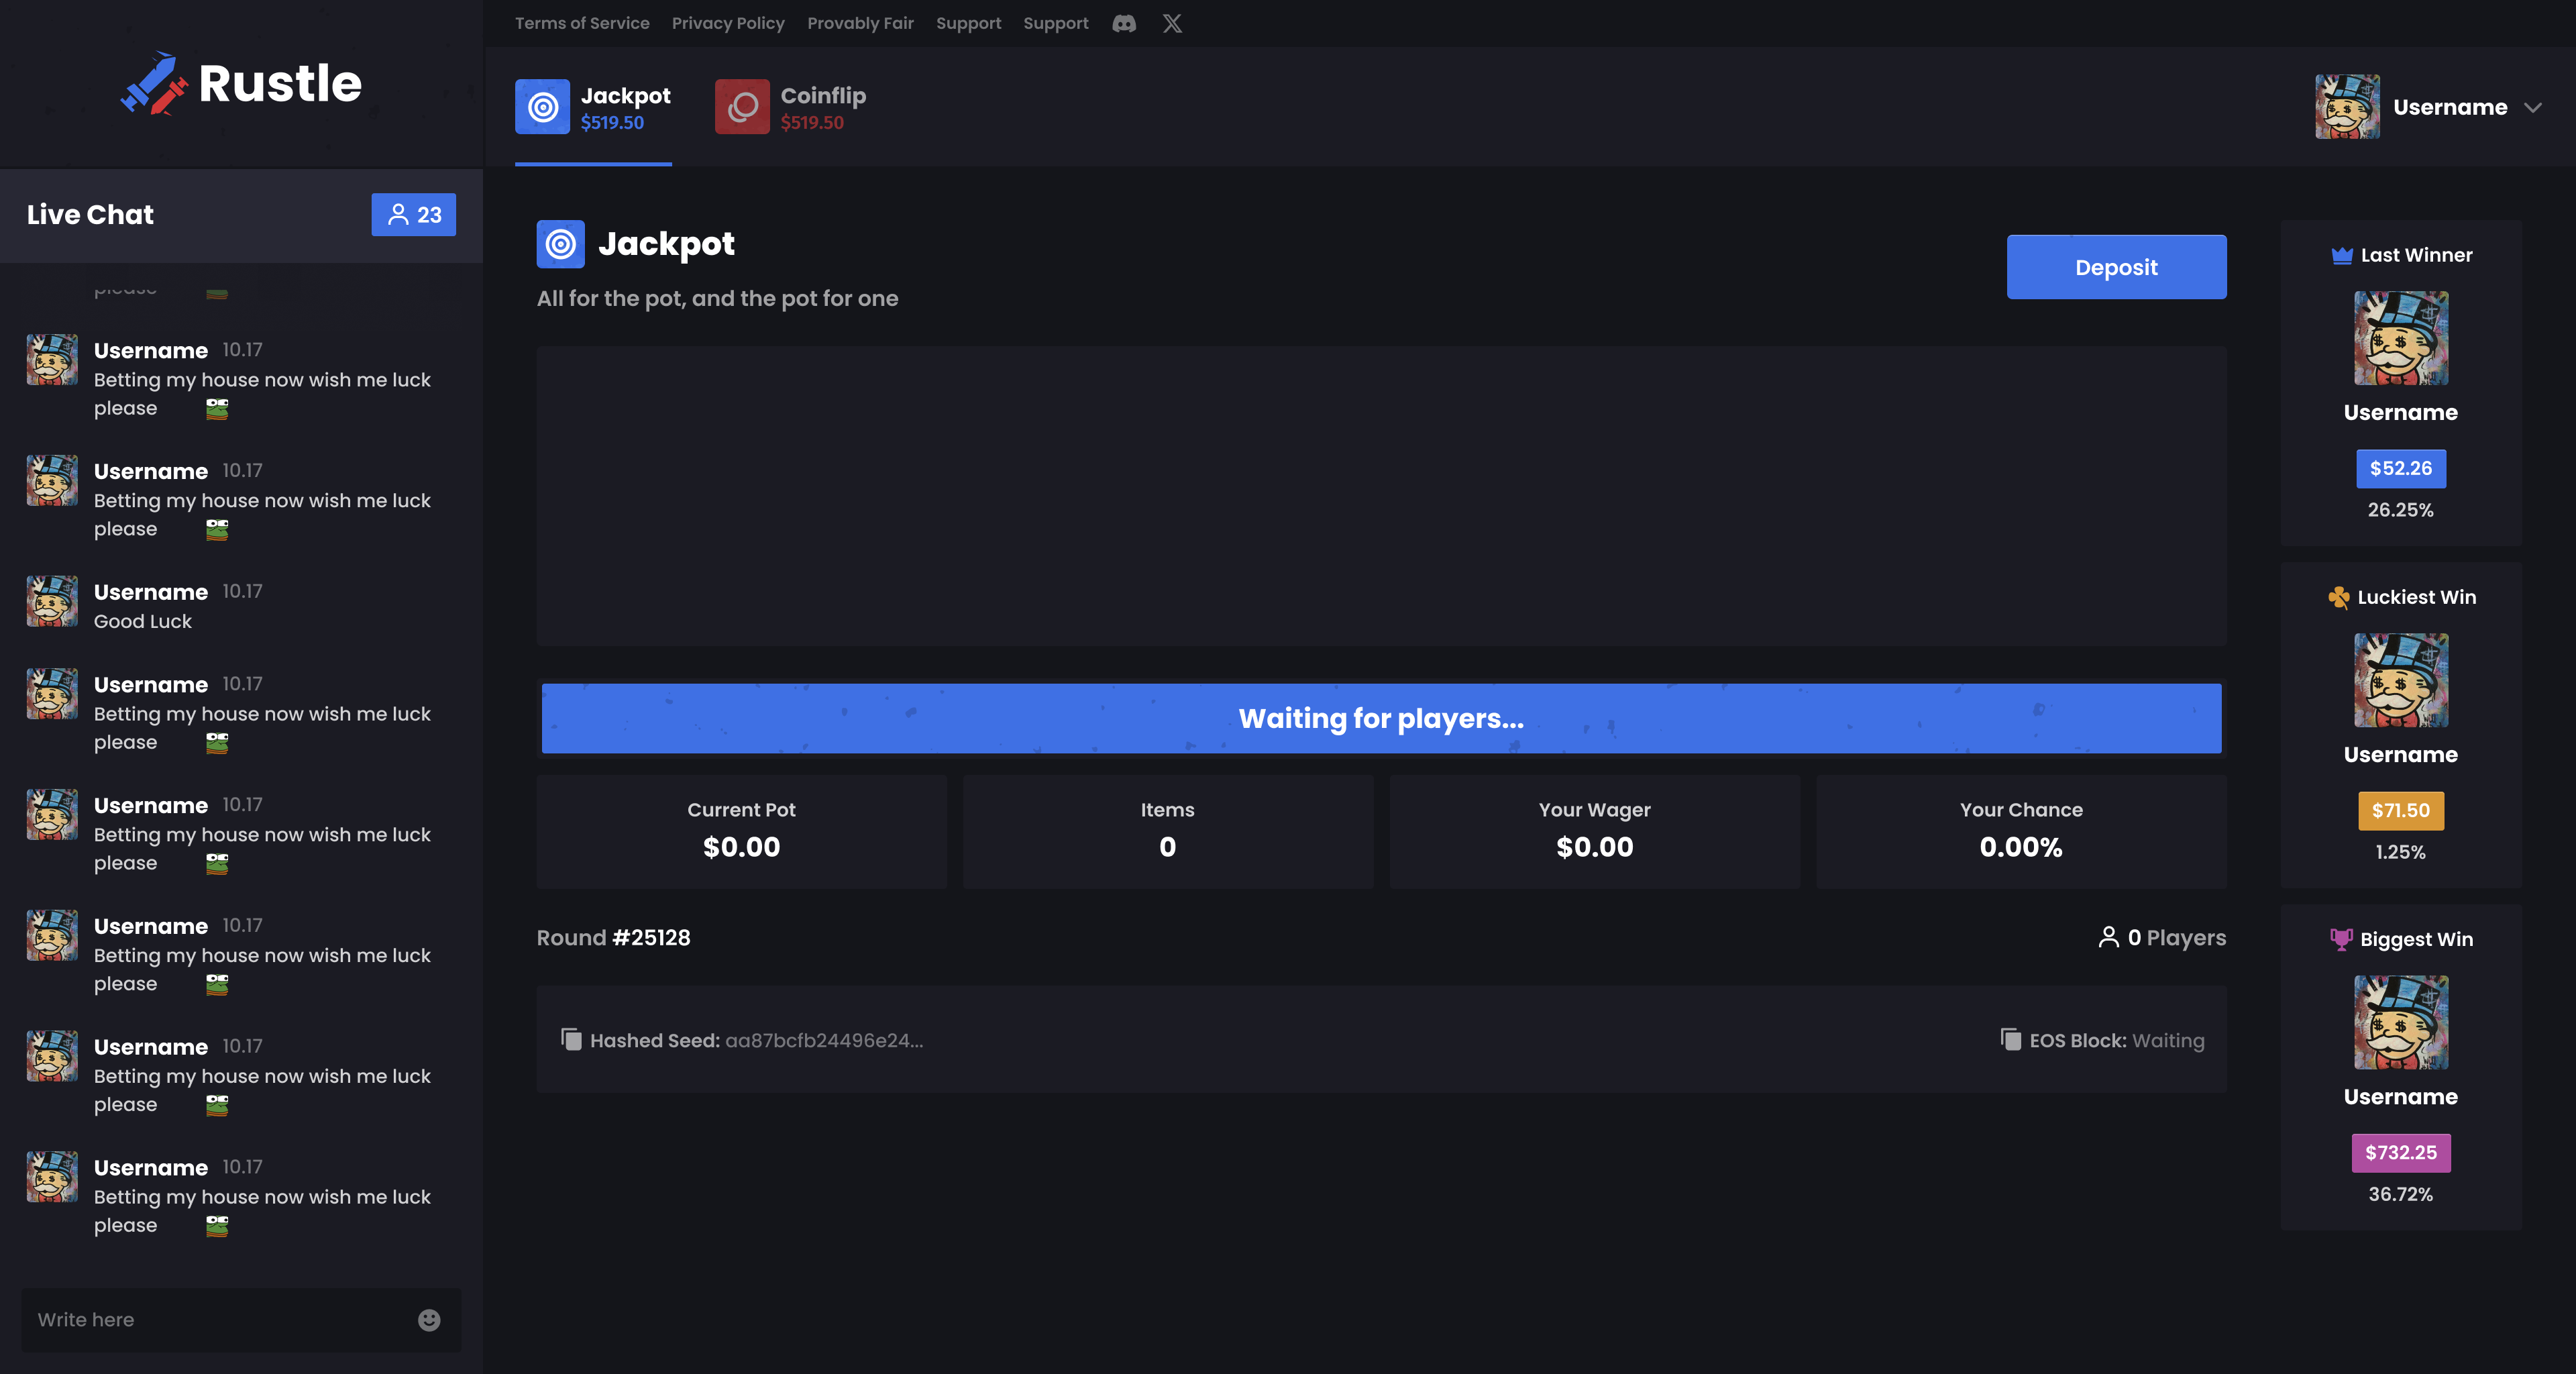 Rustle
Terms of Service Privacy Policy Provably Fair Support Support
Jackpot
$519.50
Coinflip
$519.50
Username
Live Chat
23
please
Username 10.17
Betting my house now wish me luck
please
Username 10.17
Betting my house now wish me luck
please
Username 10.17
Good Luck
Username 10.17
Betting my house now wish me luck
please
Username 10.17
Betting my house now wish me luck
please
Username 10.17
Betting my house now wish me luck
please
Username 10.17
Betting my house now wish me luck
please
Username 10.17
Betting my house now wish me luck
please
Write here
Jackpot
All for the pot, and the pot for one
Deposit
Waiting for players...
Current Pot
$0.00
Items
0
Your Wager
$0.00
Your Chance
0.00%
Round #25128
0 Players
Hashed Seed: aa87bcfb24496e24...
EOS Block: Waiting
Last Winner
Username
$52.26
26.25%
Luckiest Win
Username
$71.50
1.25%
Biggest Win
Username
$732.25
36.72%